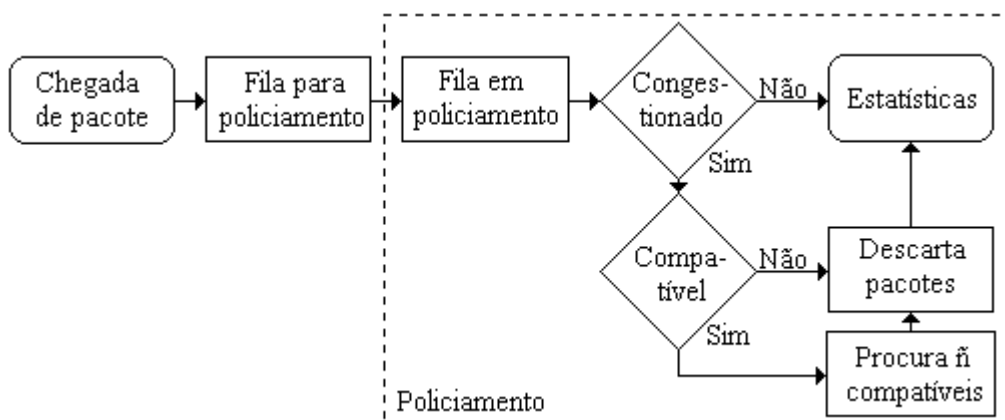 Chegada
de pacote
Fila para
policiamento
Fila em
policiamento
Conges-
tionado
Não
Estatísticas
Sim
Compa-
tível
Não
Descarta
pacotes
Sim
Procura ñ
compatíveis
Policiamento